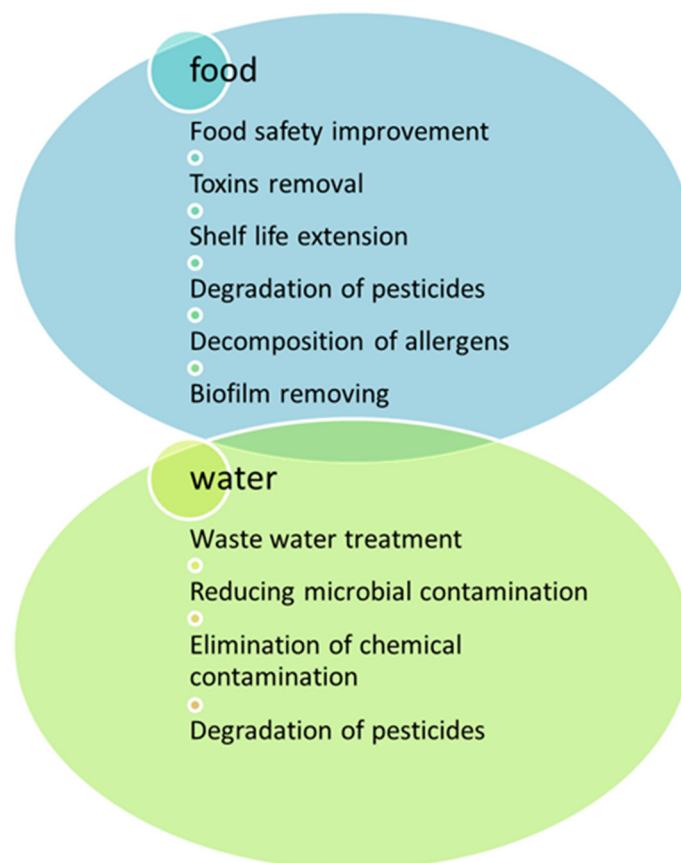 food
Food safety improvement
Toxins removal
Shelf life extension
Degradation of pesticides
Decomposition of allergens
Biofilm removing
water
Waste water treatment
Reducing microbial contamination
Elimination of chemical
contamination
Degradation of pesticides